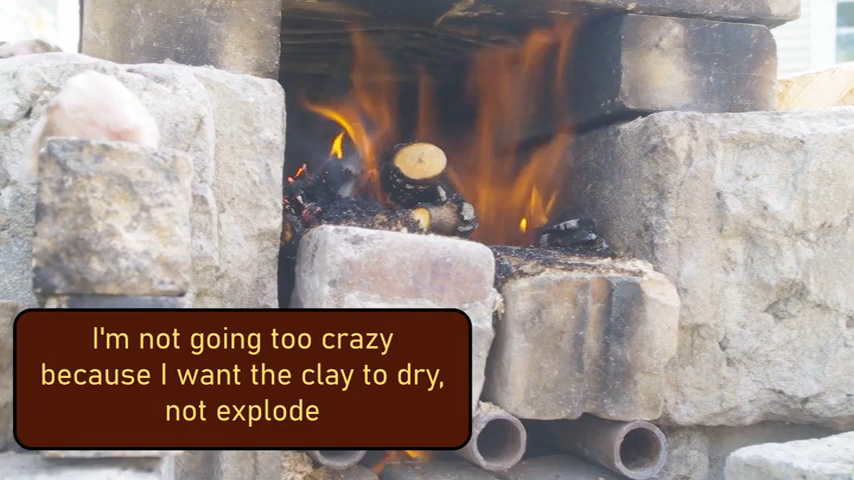 I'm not going too crazy
because I want the clay to dry,
not explode